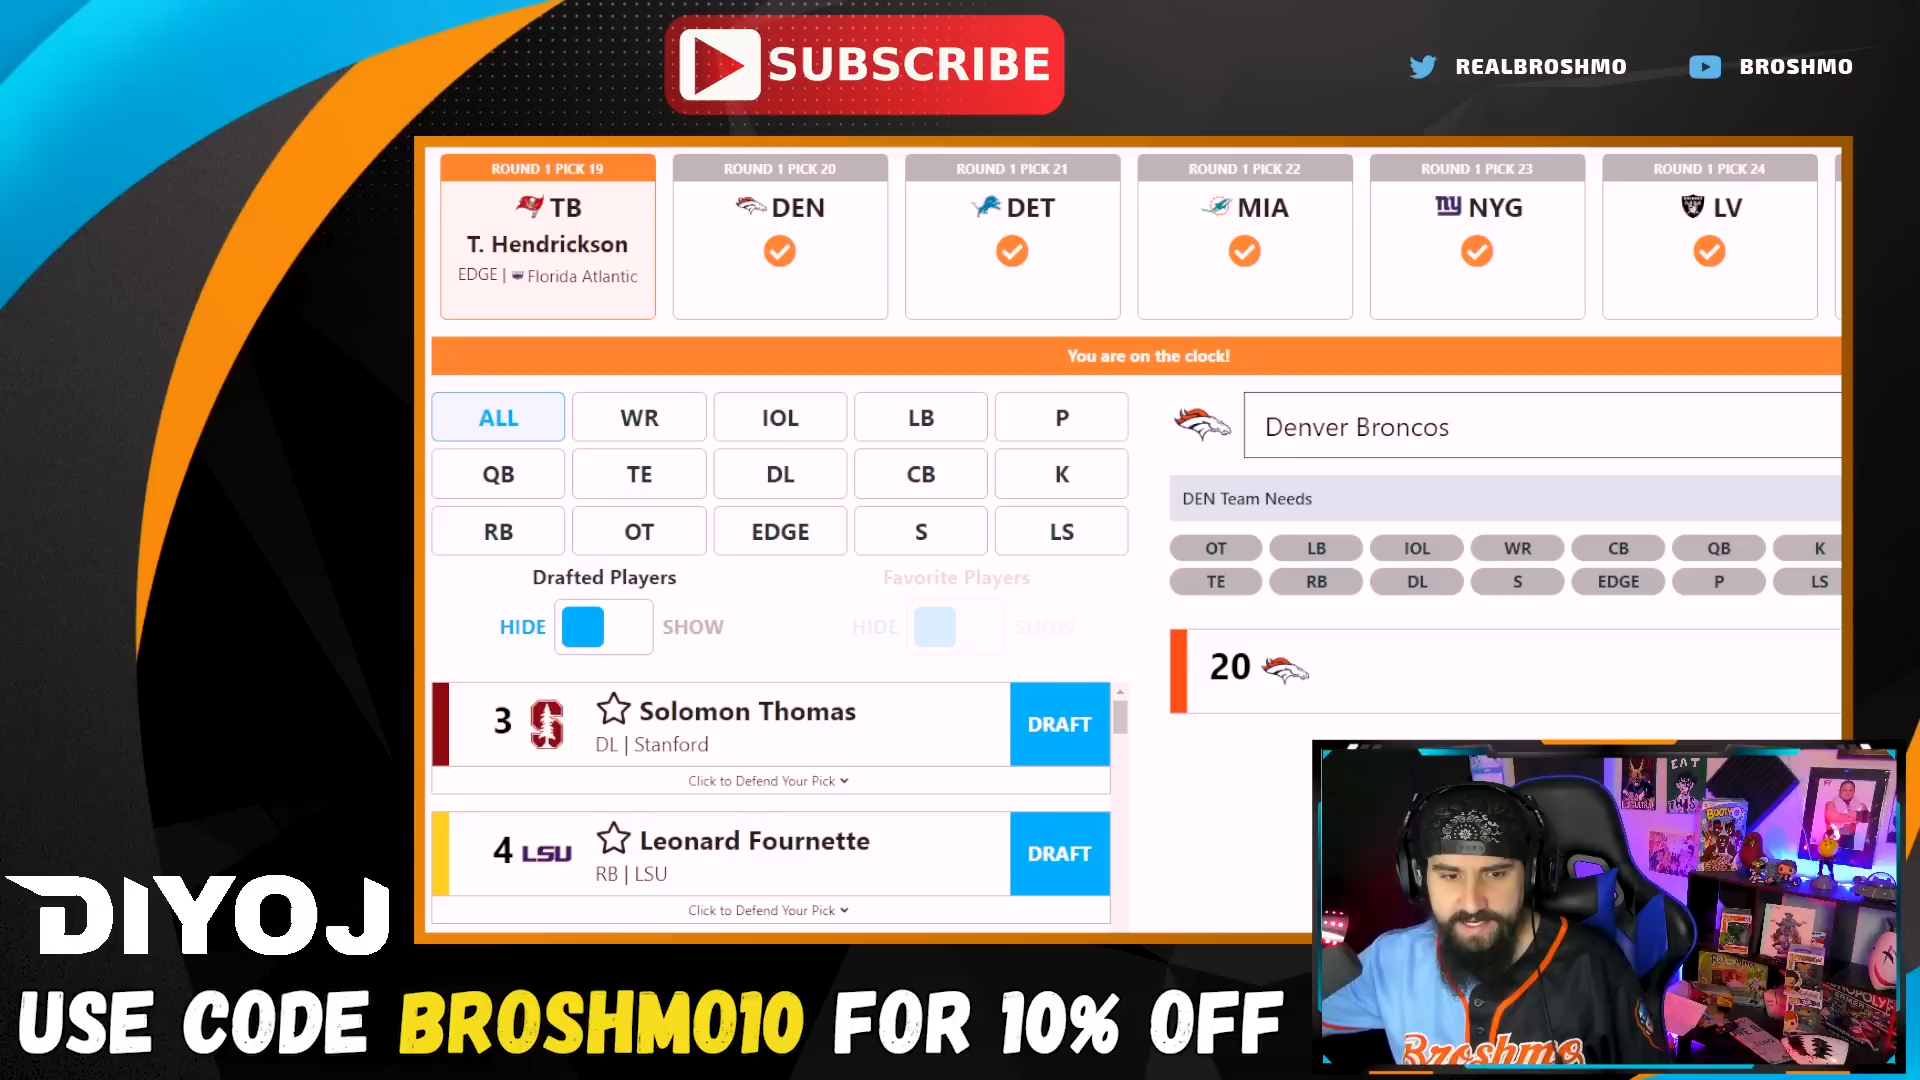 SUBSCRIBE
REALBROSHMO
BROSHMO
ROUND 1 PICK 19
TB
T. Hendrickson
EDGE | Florida Atlantic
ROUND 1 PICK 20
DEN
ROUND 1 PICK 21
DET
ROUND 1 PICK 22
MIA
ROUND 1 PICK 23
NYG
ROUND 1 PICK 24
LV
You are on the clock!
ALL WR IOL LB P
QB TE DL CB K
RB OT EDGE S LS
Drafted Players
HIDE SHOW
Favorite Players
HIDE SHOW
3 Solomon Thomas
DL | Stanford
DRAFT
Click to Defend Your Pick
4 LSU Leonard Fournette
RB | LSU
DRAFT
Click to Defend Your Pick
Denver Broncos
DEN Team Needs
OT LB IOL WR CB QB K
TE RB DL S EDGE P LS
20
EAT
THIS
Broshmo
DIYOJ
USE CODE BROSHMO10 FOR 10% OFF